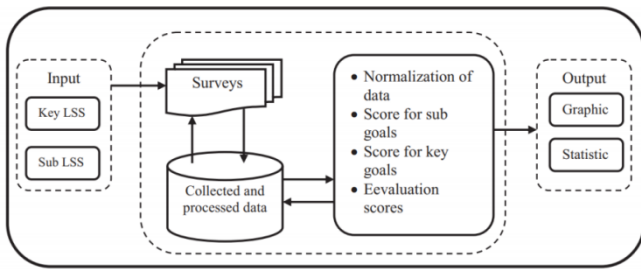 Input
Key LSS
Sub LSS
Surveys
Collected and
processed data
• Normalization of
data
• Score for sub
goals
• Score for key
goals
• Eevaluation
scores
Output
Graphic
Statistic